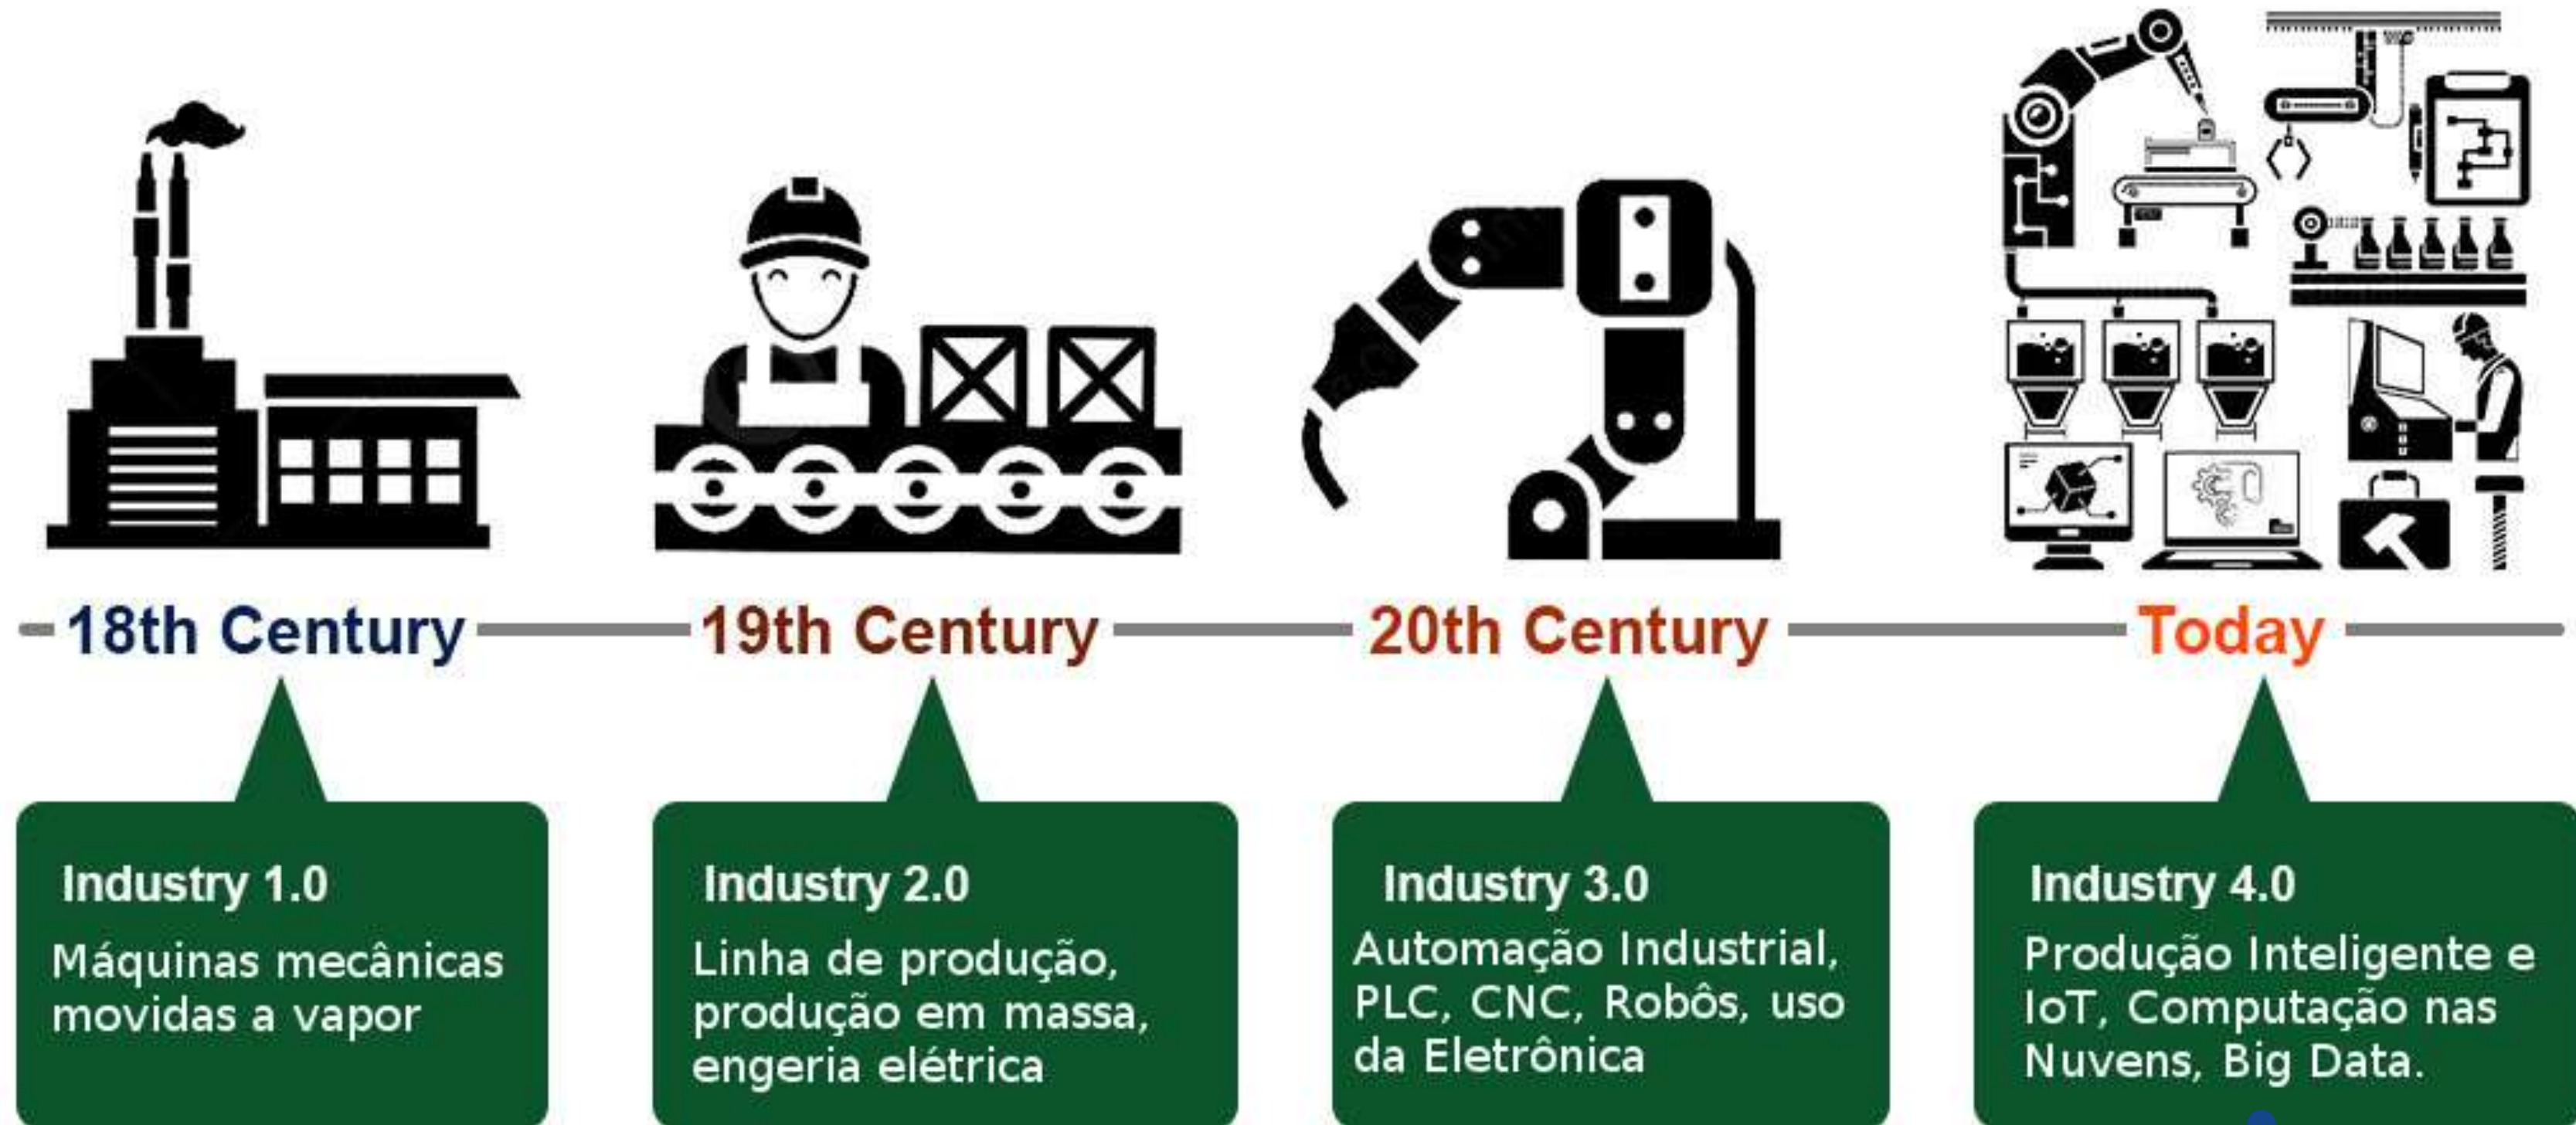 18th Century
19th Century
20th Century
Today
Industry 1.0
Máquinas mecânicas
movidas a vapor
Industry 2.0
Linha de produção,
produção em massa,
engeria elétrica
Industry 3.0
Automação Industrial,
PLC, CNC, Robôs, uso
da Eletrônica
Industry 4.0
Produção Inteligente e
IoT, Computação nas
Nuvens, Big Data.